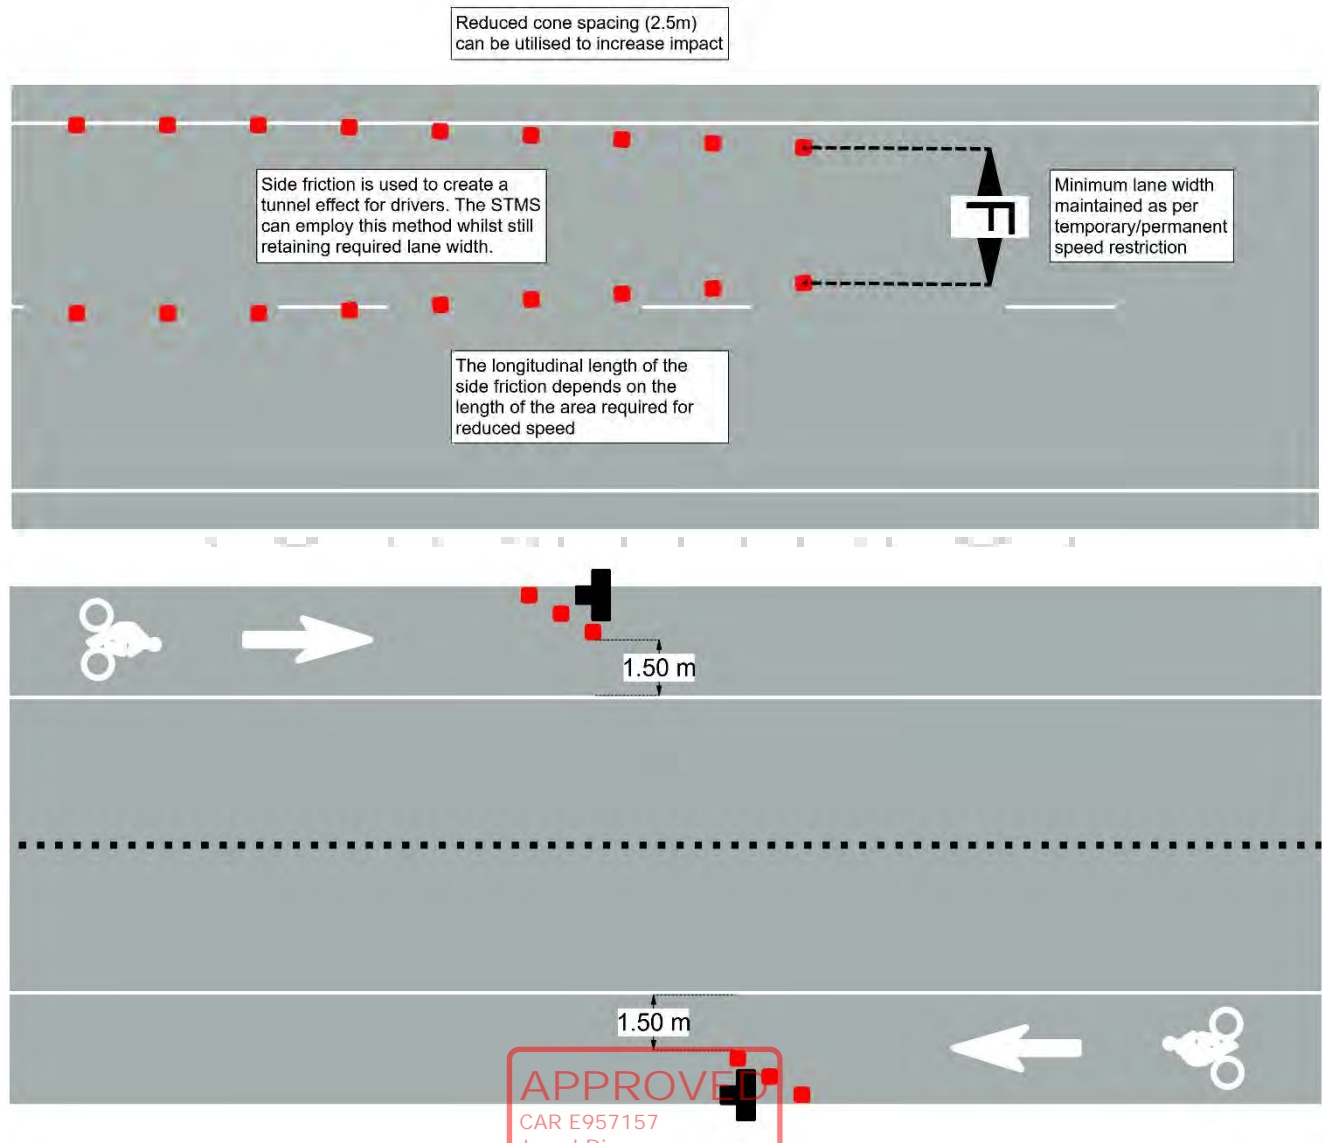 Reduced cone spacing (2.5m)
can be utilised to increase impact
Side friction is used to create a
tunnel effect for drivers. The STMS
can employ this method whilst still
retaining required lane width.
F
Minimum lane width
maintained as per
temporary/permanent
speed restriction
The longitudinal length of the
side friction depends on the
length of the area required for
reduced speed
1.50 m
1.50 m
APPROVED
CAR E957157